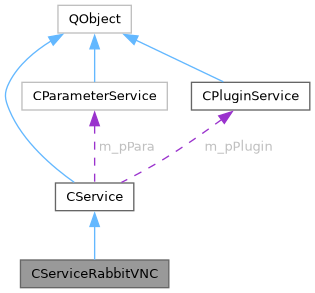 QObject
CParameterService
CPluginService
m_pPara
m_pPlugin
CService
CServiceRabbitVNC